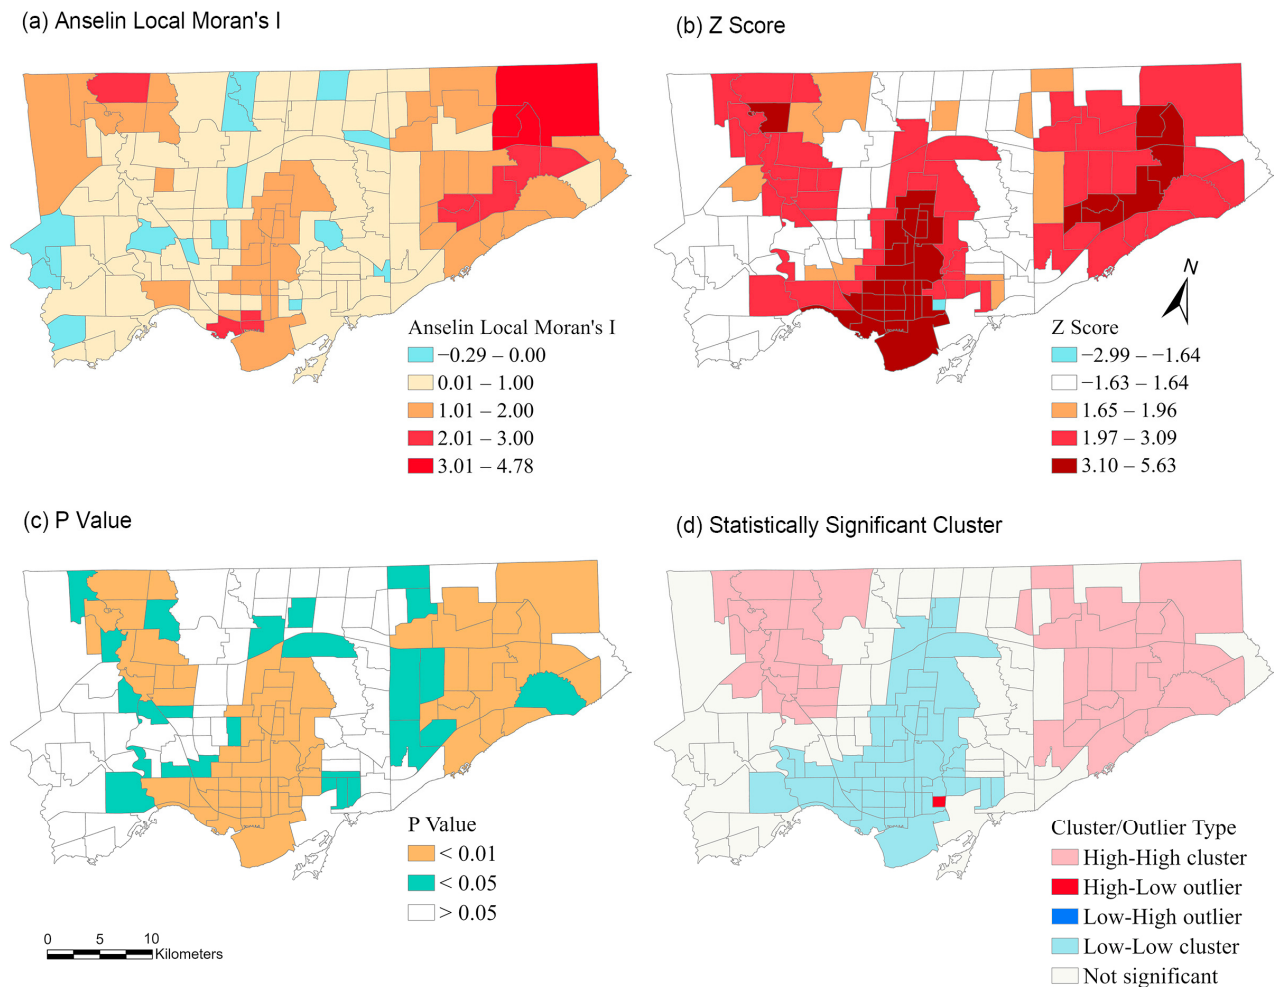 (a) Anselin Local Moran's I
Anselin Local Moran's I
−0.29 – 0.00
0.01 – 1.00
1.01 – 2.00
2.01 – 3.00
3.01 – 4.78
(b) Z Score
N
Z Score
−2.99 – −1.64
−1.63 – 1.64
1.65 – 1.96
1.97 – 3.09
3.10 – 5.63
(c) P Value
P Value
< 0.01
< 0.05
> 0.05
0 5 10
Kilometers
(d) Statistically Significant Cluster
Cluster/Outlier Type
High-High cluster
High-Low outlier
Low-High outlier
Low-Low cluster
Not significant